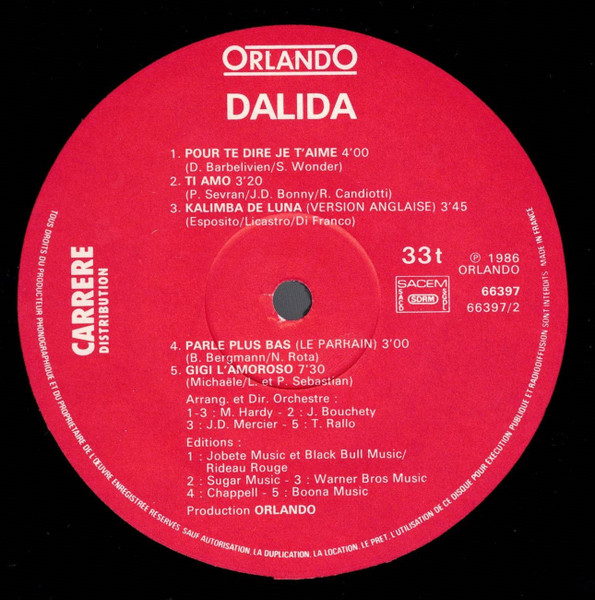 ORLANDO
DALIDA
1. POUR TE DIRE JE T'AIME 4'00
(D. Barbelivien/S. Wonder)
2. TI AMO 3'20
(P. Sevran/J.D. Bonny/R. Candiotti)
3. KALIMBA DE LUNA (VERSION ANGLAISE) 3'45
(Esposito/Licastro/Di Franco)
CARRERE
DISTRIBUTION
33t
℗ 1986
ORLANDO
SACEM
SACD
SDRM
SGDL
66397
66397/2
4. PARLE PLUS BAS (LE PARRAIN) 3'00
(B. Bergmann/N. Rota)
5. GIGI L'AMOROSO 7'30
(Michaële/L. et P. Sebastian)
Arrang. et Dir. Orchestre :
1-3 : M. Hardy - 2 : J. Bouchety
3 : J.D. Mercier - 5 : T. Rallo
Editions :
1 : Jobete Music et Black Bull Music/
Rideau Rouge
2 : Sugar Music - 3 : Warner Bros Music
4 : Chappell - 5 : Boona Music
Production ORLANDO
TOUS DROITS DU PRODUCTEUR PHONOGRAPHIQUE ET DU PROPRIETAIRE DE L'ŒUVRE ENREGISTREE RESERVES. SAUF AUTORISATION, LA DUPLICATION, LA LOCATION, LE PRET, L'UTILISATION DE CE DISQUE POUR EXECUTION PUBLIQUE ET RADIODIFFUSION SONT INTERDITS. MADE IN FRANCE